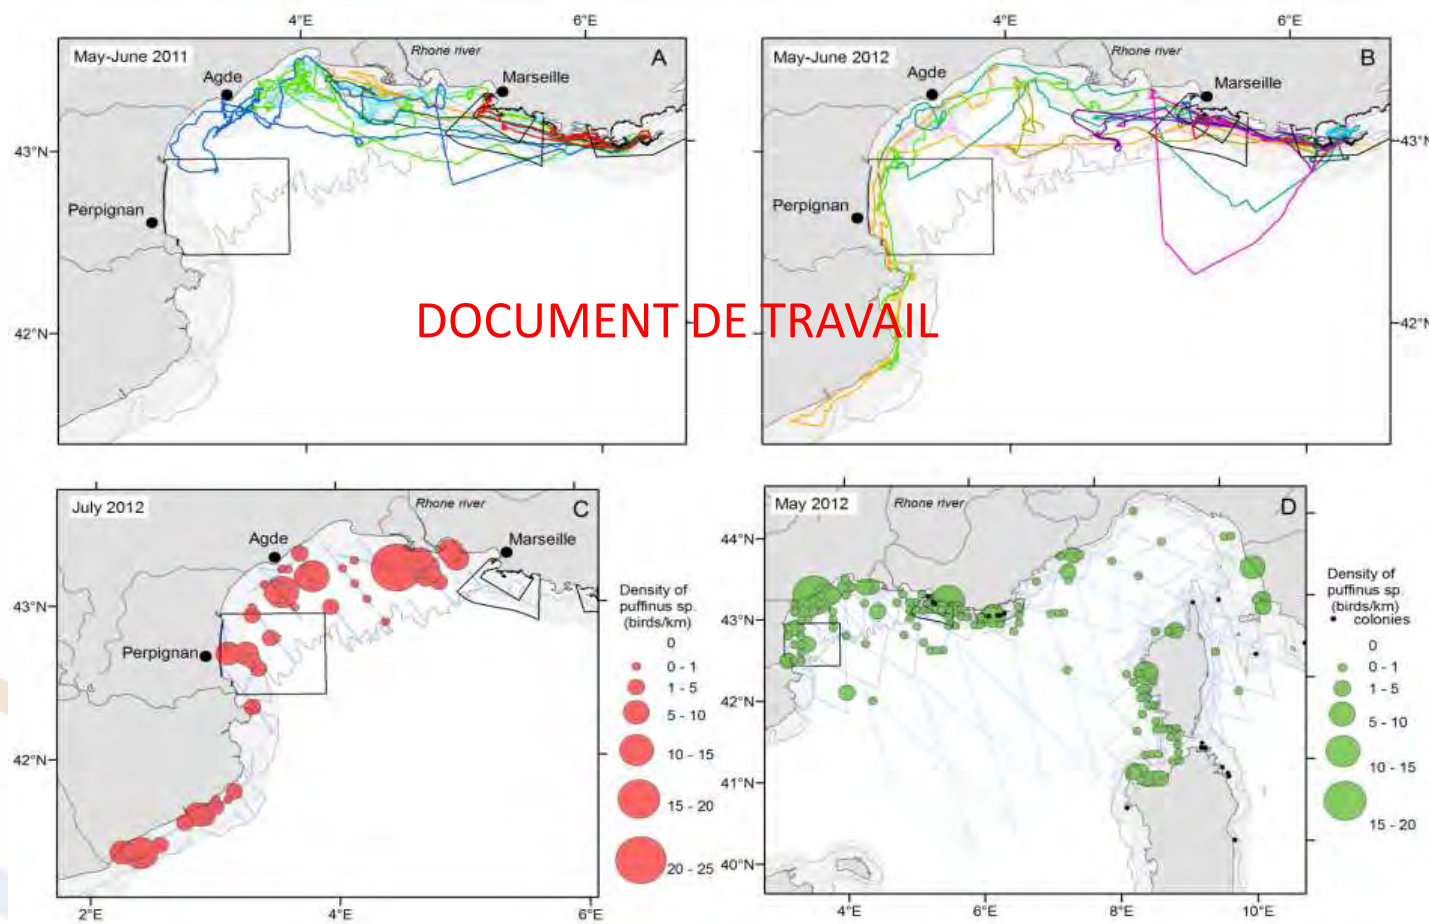 4°E 6°E 4°E 6°E
May-June 2011 Rhone river A
Agde Marseille
43°N
Perpignan
42°N
4°E 6°E
May-June 2012 Rhone river B
Agde Marseille
43°N
Perpignan
42°N
4°E 6°E
DOCUMENT DE TRAVAIL
July 2012 Rhone river C
Agde Marseille
43°N
Perpignan
42°N
2°E 4°E 6°E
Density of
puffinus sp.
(birds/km)
0
0 - 1
1 - 5
5 - 10
10 - 15
15 - 20
20 - 25
May 2012 Rhone river D
44°N
43°N
42°N
41°N
40°N
4°E 6°E 8°E 10°E
Density of
puffinus sp.
(birds/km)
colonies
0
0 - 1
1 - 5
5 - 10
10 - 15
15 - 20